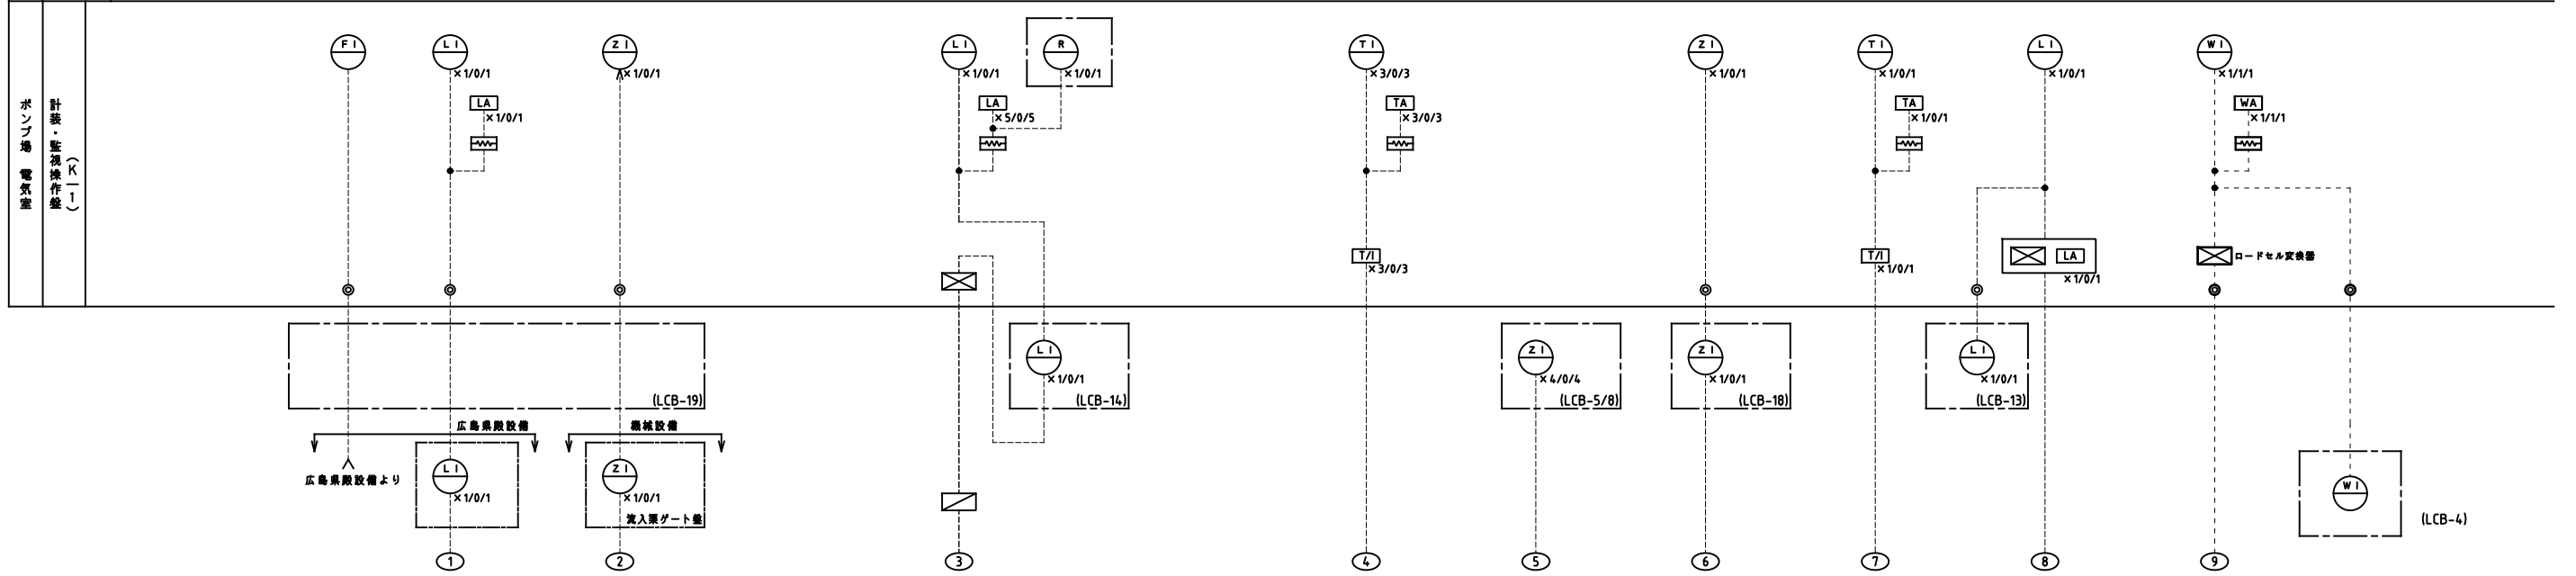 ポンプ場 電気室
計装・監視操作盤
(K-1)
FI
LI
×1/0/1
ZI
×1/0/1
LI
×1/0/1
R
×1/0/1
TI
×3/0/3
ZI
×1/0/1
TI
×1/0/1
LI
×1/0/1
WI
×1/1/1
LA
×1/0/1
LA
×5/0/5
TA
×3/0/3
TA
×1/0/1
WA
×1/1/1
T/I
×3/0/3
T/I
×1/0/1
LA
×1/0/1
ロードセル変換器
(LCB-19)
LI
×1/0/1
(LCB-14)
ZI
×4/0/4
(LCB-5/8)
ZI
×1/0/1
(LCB-18)
LI
×1/0/1
(LCB-13)
広島県殿設備
機械設備
広島県殿設備より
LI
×1/0/1
ZI
×1/0/1
流入渠ゲート盤
WI
(LCB-4)
1
2
3
4
5
6
7
8
9